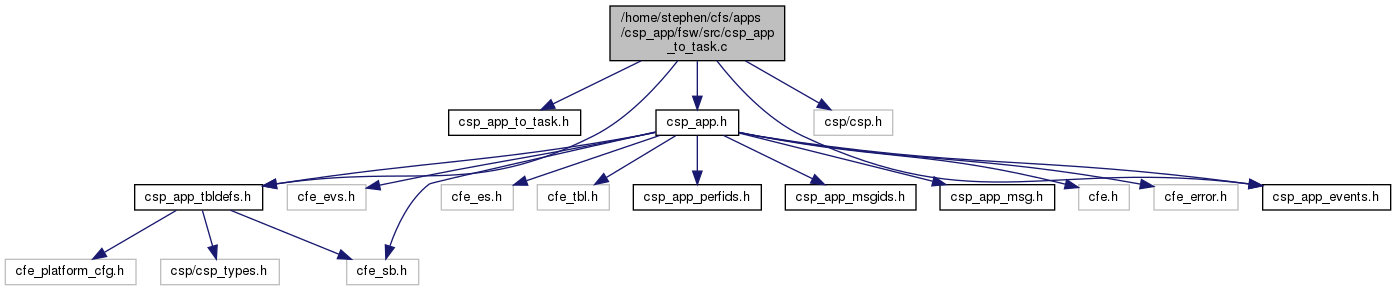 /home/stephen/cfs/apps
/csp_app/fsw/src/csp_app
_to_task.c
csp_app_to_task.h
csp_app.h
csp/csp.h
csp_app_tbldefs.h
cfe_evs.h
cfe_es.h
cfe_tbl.h
csp_app_perfids.h
csp_app_msgids.h
csp_app_msg.h
cfe.h
cfe_error.h
csp_app_events.h
cfe_platform_cfg.h
csp/csp_types.h
cfe_sb.h